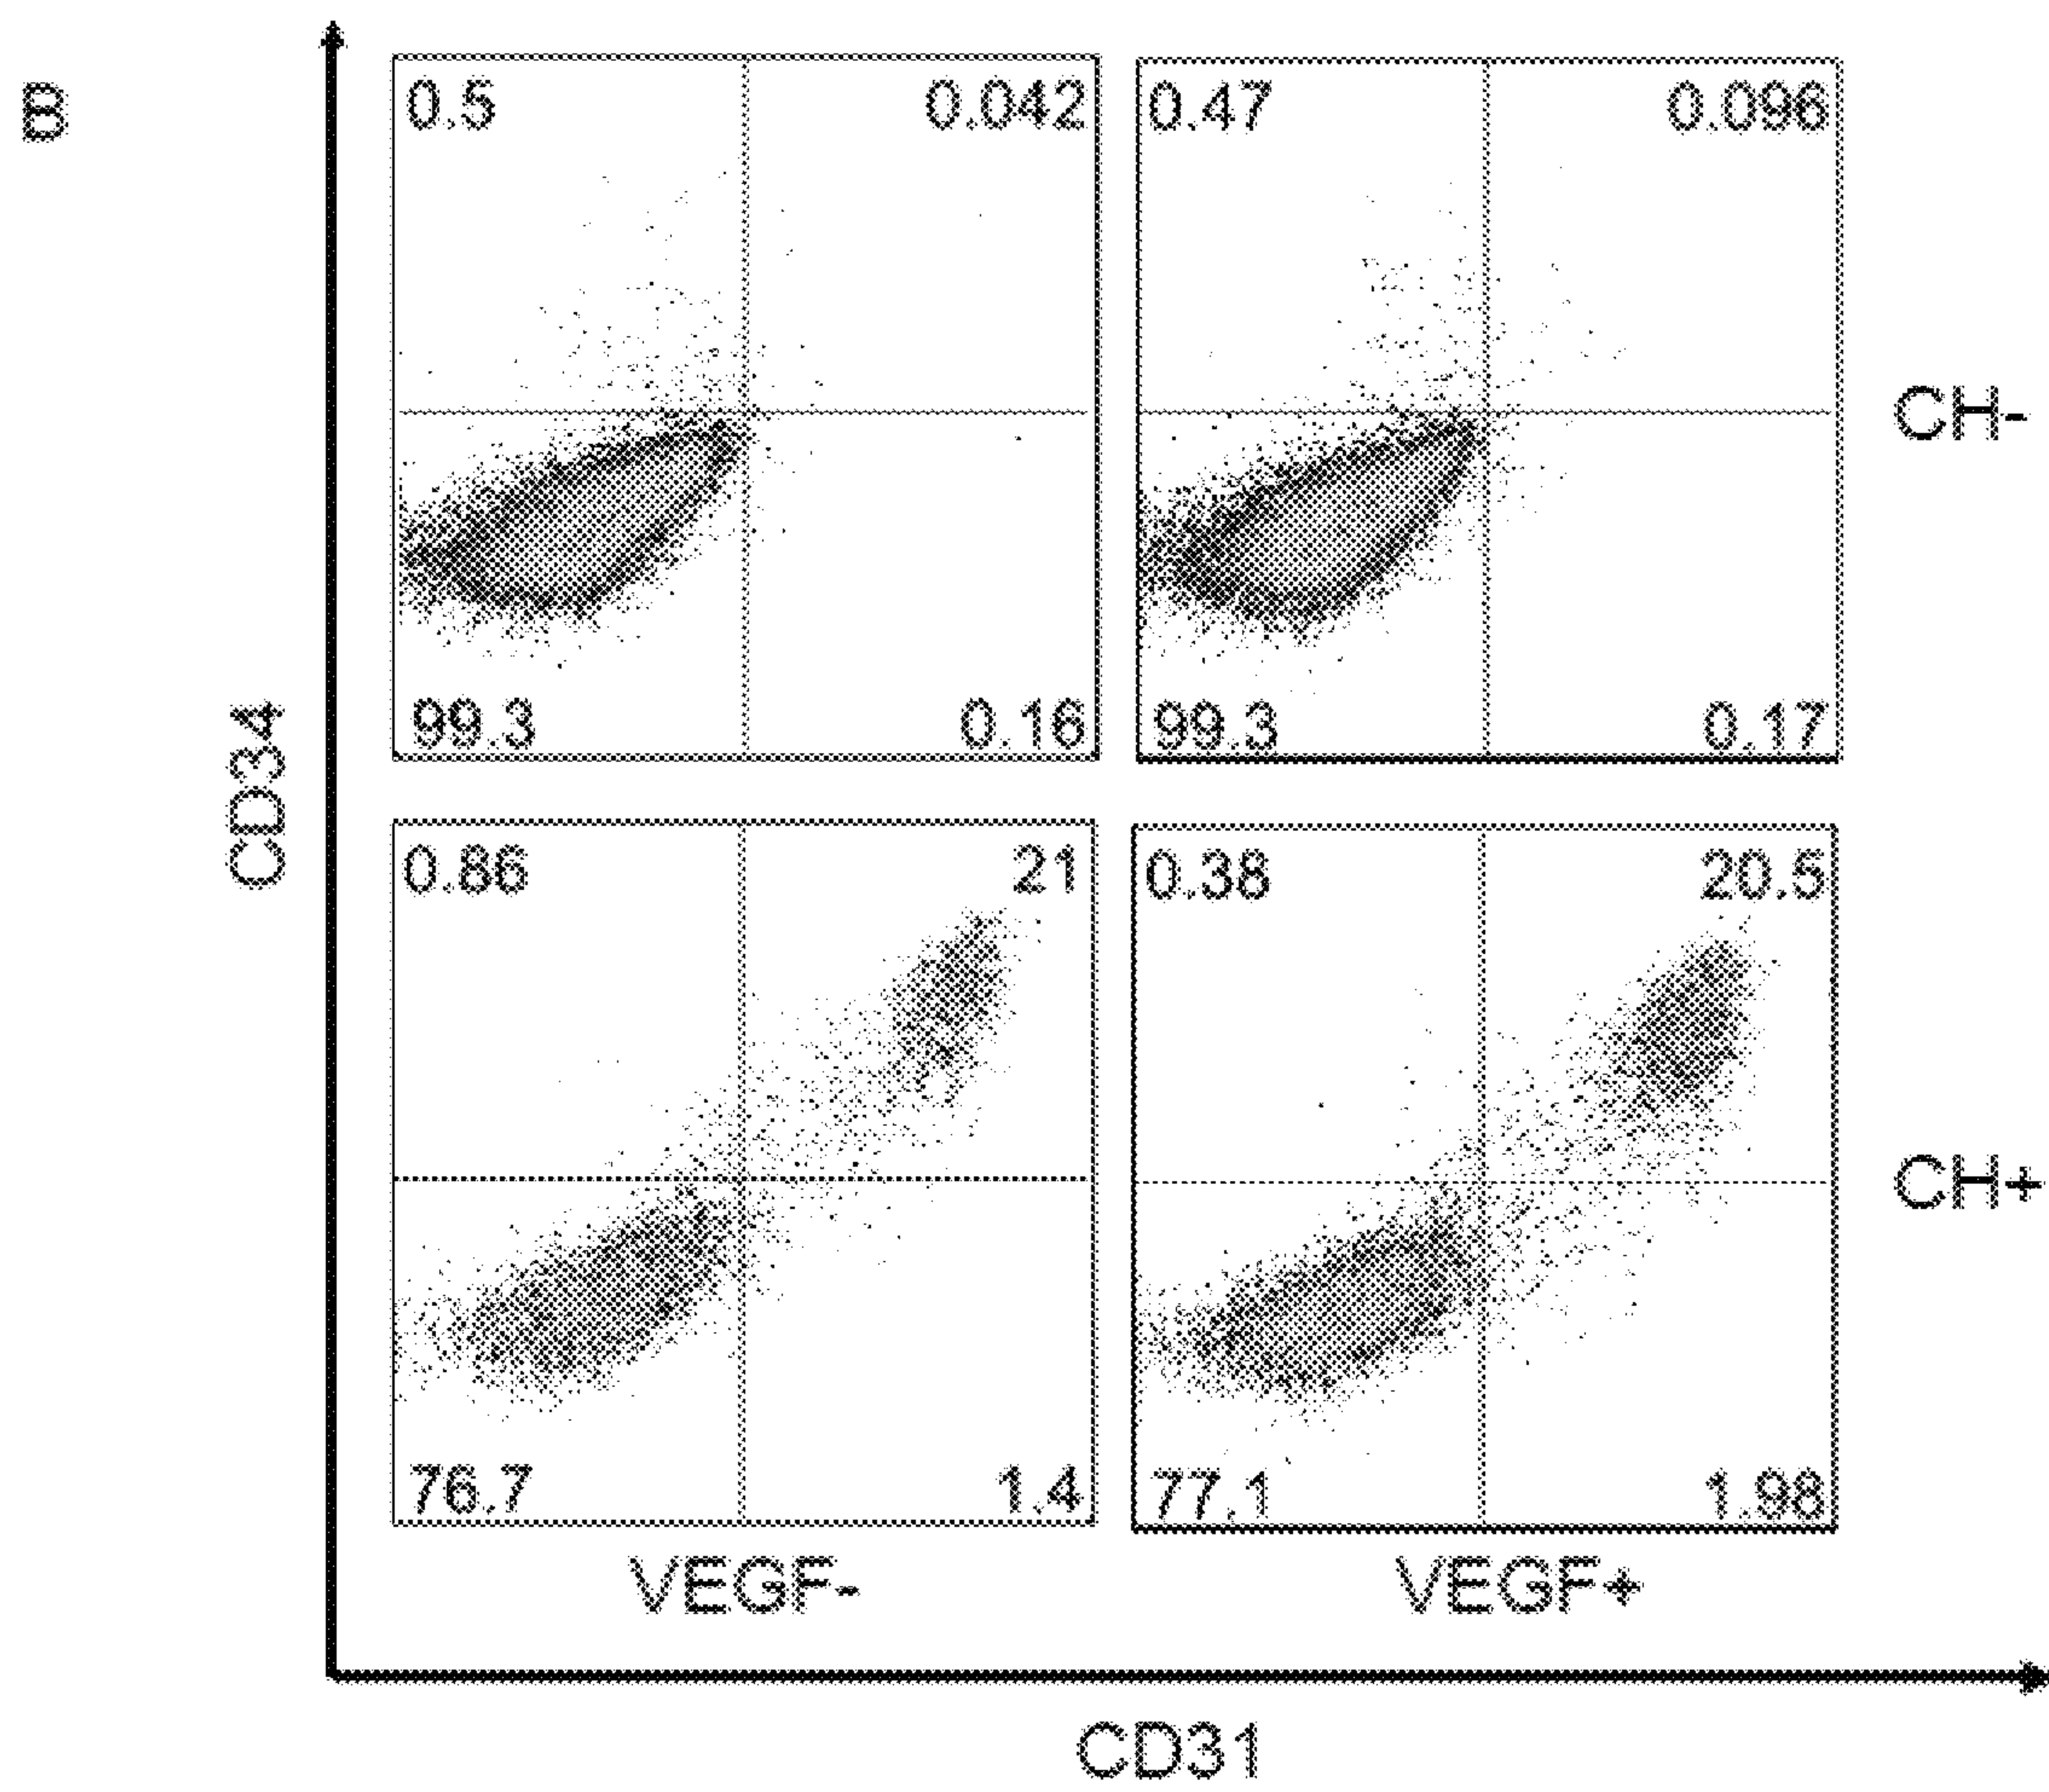 B
0.5 0.042 0.47 0.096
CH-
99.3 0.16 99.3 0.17
CD34
0.86 21 0.38 20.5
CH+
76.7 1.4 77.1 1.98
VEGF- VEGF+
CD31